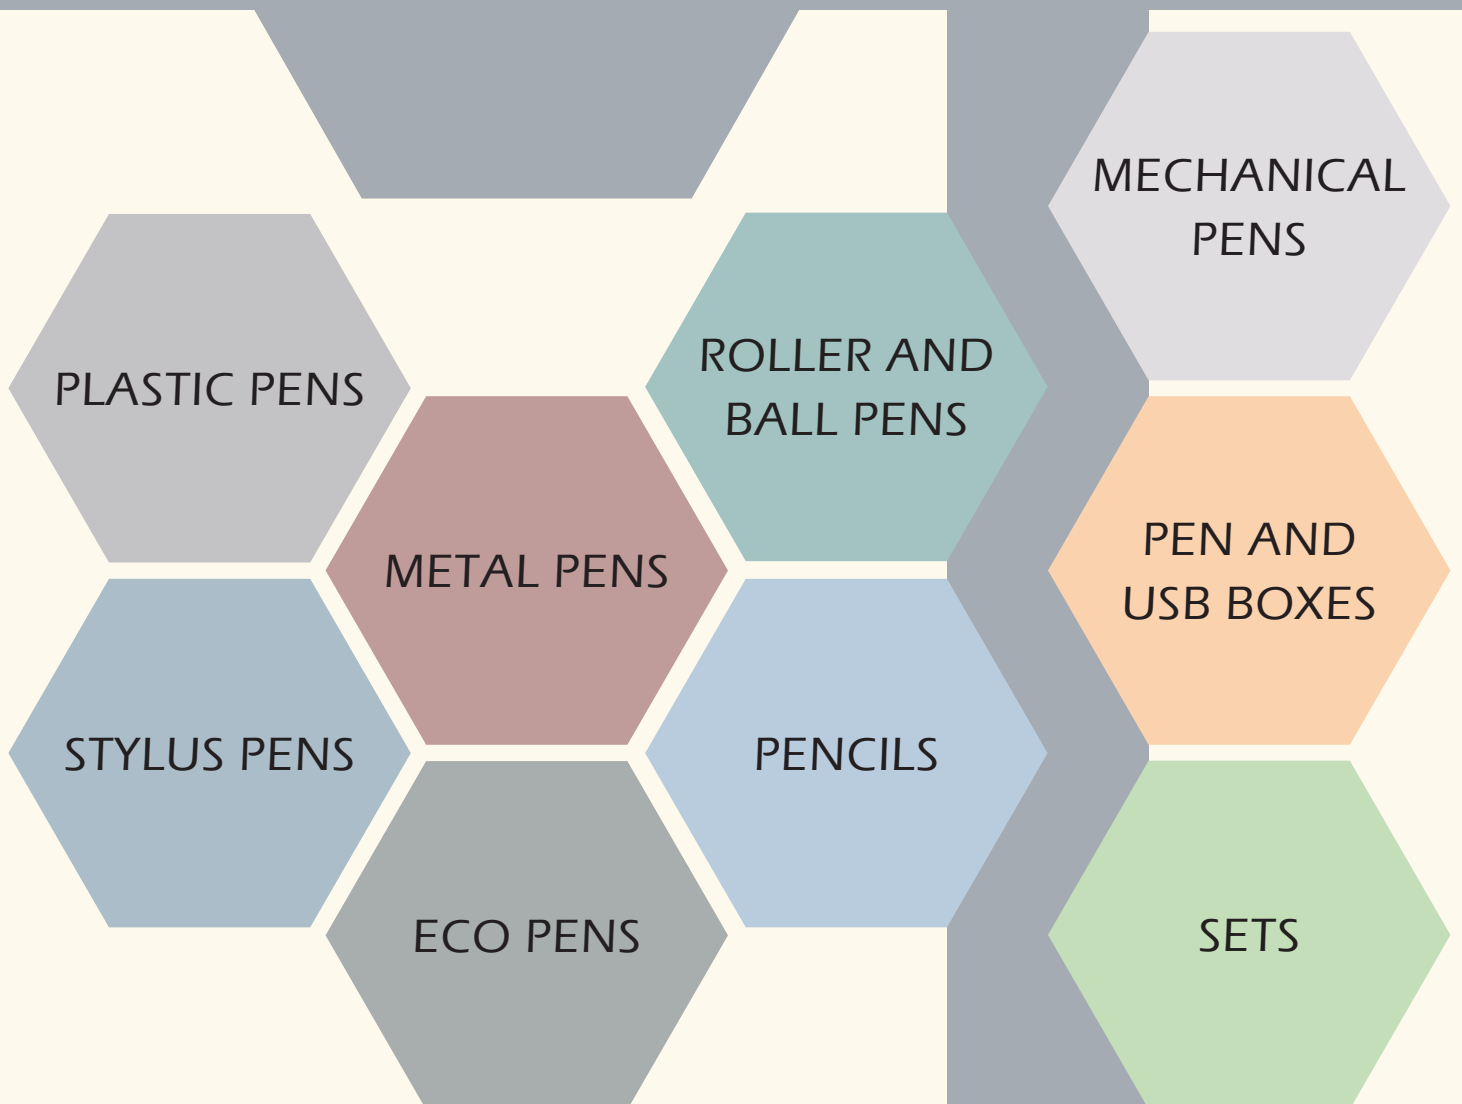 MECHANICAL
PENS
PLASTIC PENS
ROLLER AND
BALL PENS
METAL PENS
PEN AND
USB BOXES
STYLUS PENS
PENCILS
ECO PENS
SETS